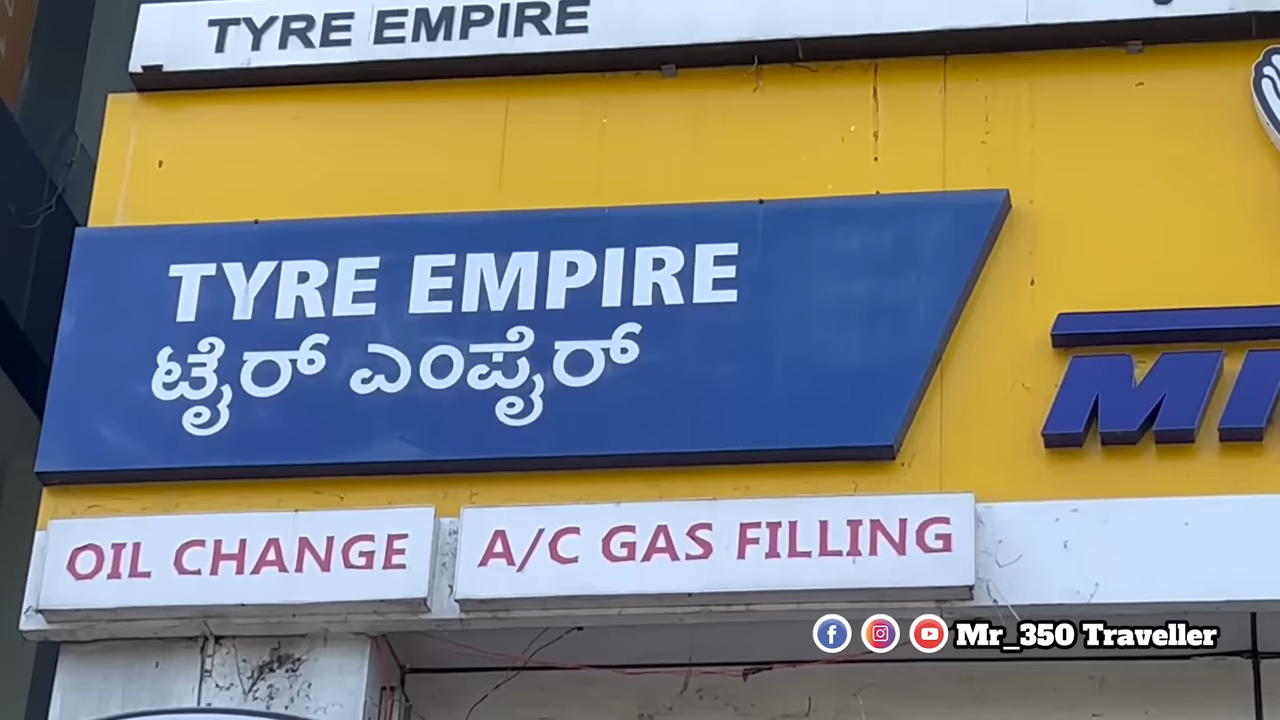 TYRE EMPIRE
TYRE EMPIRE
ಟೈರ್ ಎಂಪೈರ್
OIL CHANGE
A/C GAS FILLING
Mr_350 Traveller